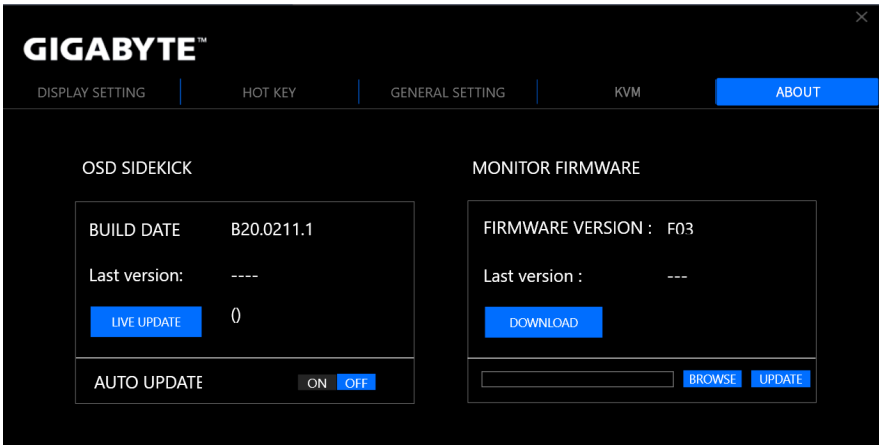 GIGABYTE™
DISPLAY SETTING HOT KEY GENERAL SETTING KVM ABOUT
OSD SIDEKICK
BUILD DATE B20.0211.1
Last version: ----
LIVE UPDATE ()
AUTO UPDATE ON OFF
MONITOR FIRMWARE
FIRMWARE VERSION : F03
Last version : ---
DOWNLOAD
BROWSE UPDATE